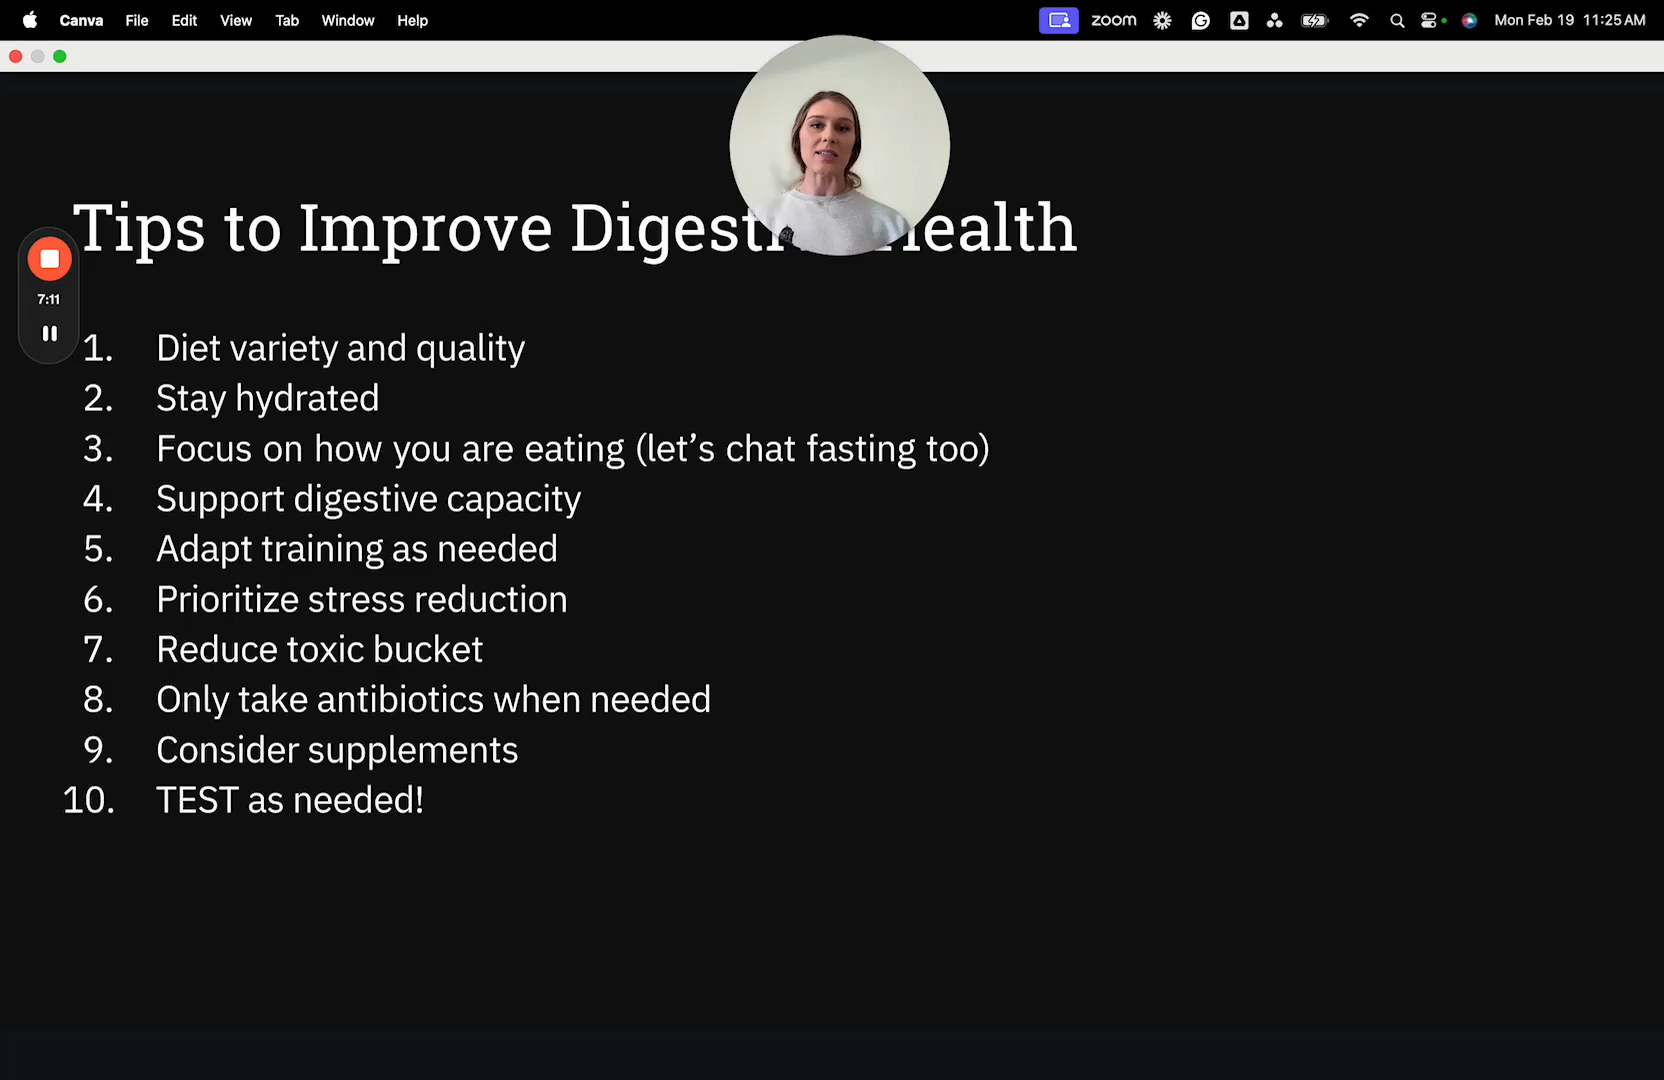 Canva File Edit View Tab Window Help zoom Mon Feb 19 11:25 AM
Tips to Improve Digesti Health
7:11
1. Diet variety and quality
2. Stay hydrated
3. Focus on how you are eating (let’s chat fasting too)
4. Support digestive capacity
5. Adapt training as needed
6. Prioritize stress reduction
7. Reduce toxic bucket
8. Only take antibiotics when needed
9. Consider supplements
10. TEST as needed!